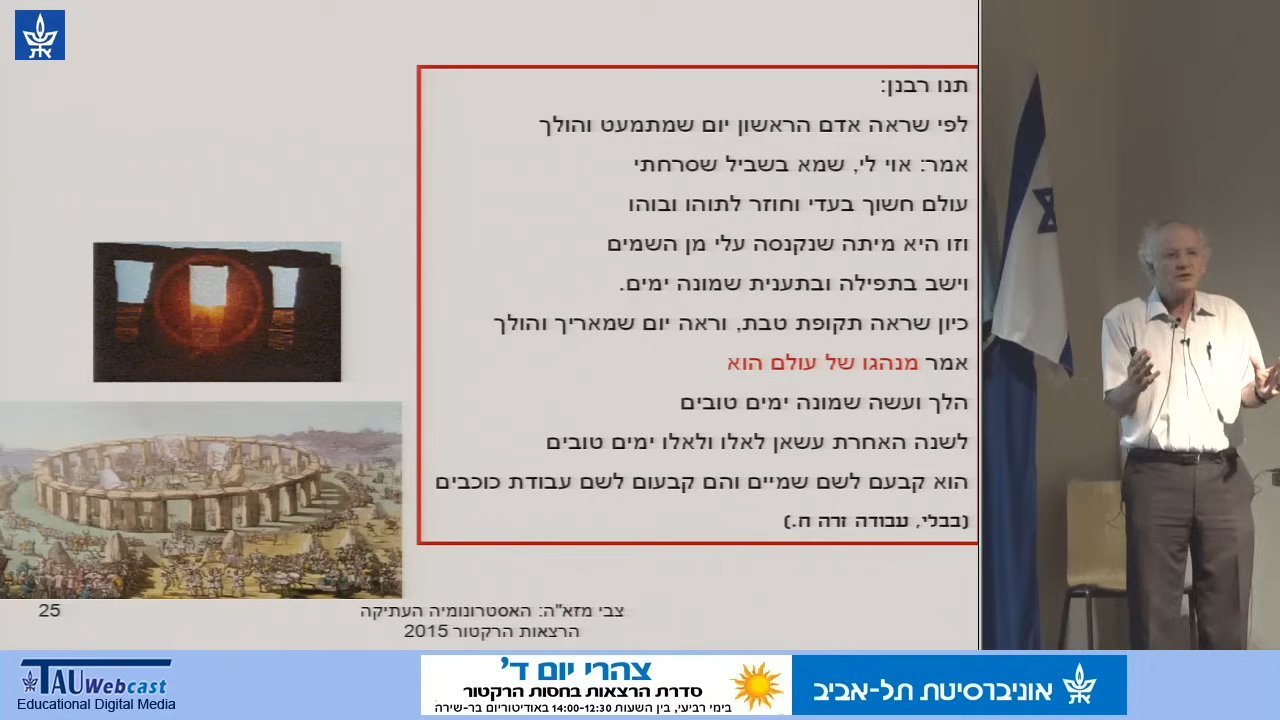 תנו רבנן:
לפי שראה אדם הראשון יום שמתמעט והולך
אמר: אוי לי, שמא בשביל שסרחתי
עולם חשוך בעדי וחוזר לתוהו ובוהו
וזו היא מיתה שנקנסה עלי מן השמים
וישב בתפילה ובתענית שמונה ימים.
כיון שראה תקופת טבת, וראה יום שמאריך והולך
אמר מנהגו של עולם הוא
הלך ועשה שמונה ימים טובים
לשנה האחרת עשאן לאלו ולאלו ימים טובים
הוא קבעם לשם שמיים והם קבעום לשם עבודת כוכבים
(בבלי, עבודה זרה ח.)
צבי מזא"ה: האסטרונומיה העתיקה
הרצאות הרקטור 2015
25
TAU Webcast
Educational Digital Media
צהרי יום ד'
סדרת הרצאות בחסות הרקטור
בימי רביעי, בין השעות 14:00-12:30 באודיטוריום בר-שירה
אוניברסיטת תל-אביב